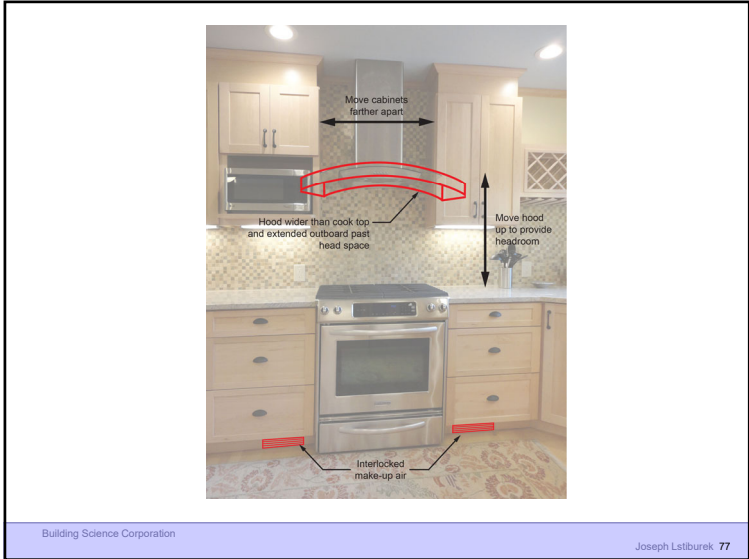 Move cabinets
farther apart
Hood wider than cook top
and extended outboard past
head space
Move hood
up to provide
headroom
Interlocked
make-up air
Building Science Corporation
Joseph Lstiburek 77